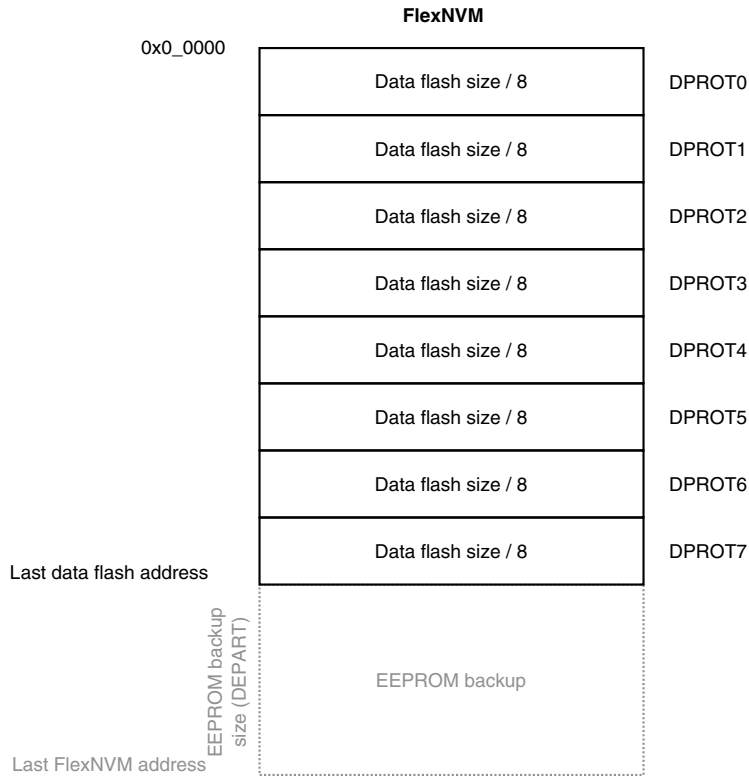 FlexNVM
0x0_0000
Data flash size / 8 DPROT0
Data flash size / 8 DPROT1
Data flash size / 8 DPROT2
Data flash size / 8 DPROT3
Data flash size / 8 DPROT4
Data flash size / 8 DPROT5
Data flash size / 8 DPROT6
Data flash size / 8 DPROT7
Last data flash address
EEPROM backup
size (DEPART)
EEPROM backup
Last FlexNVM address